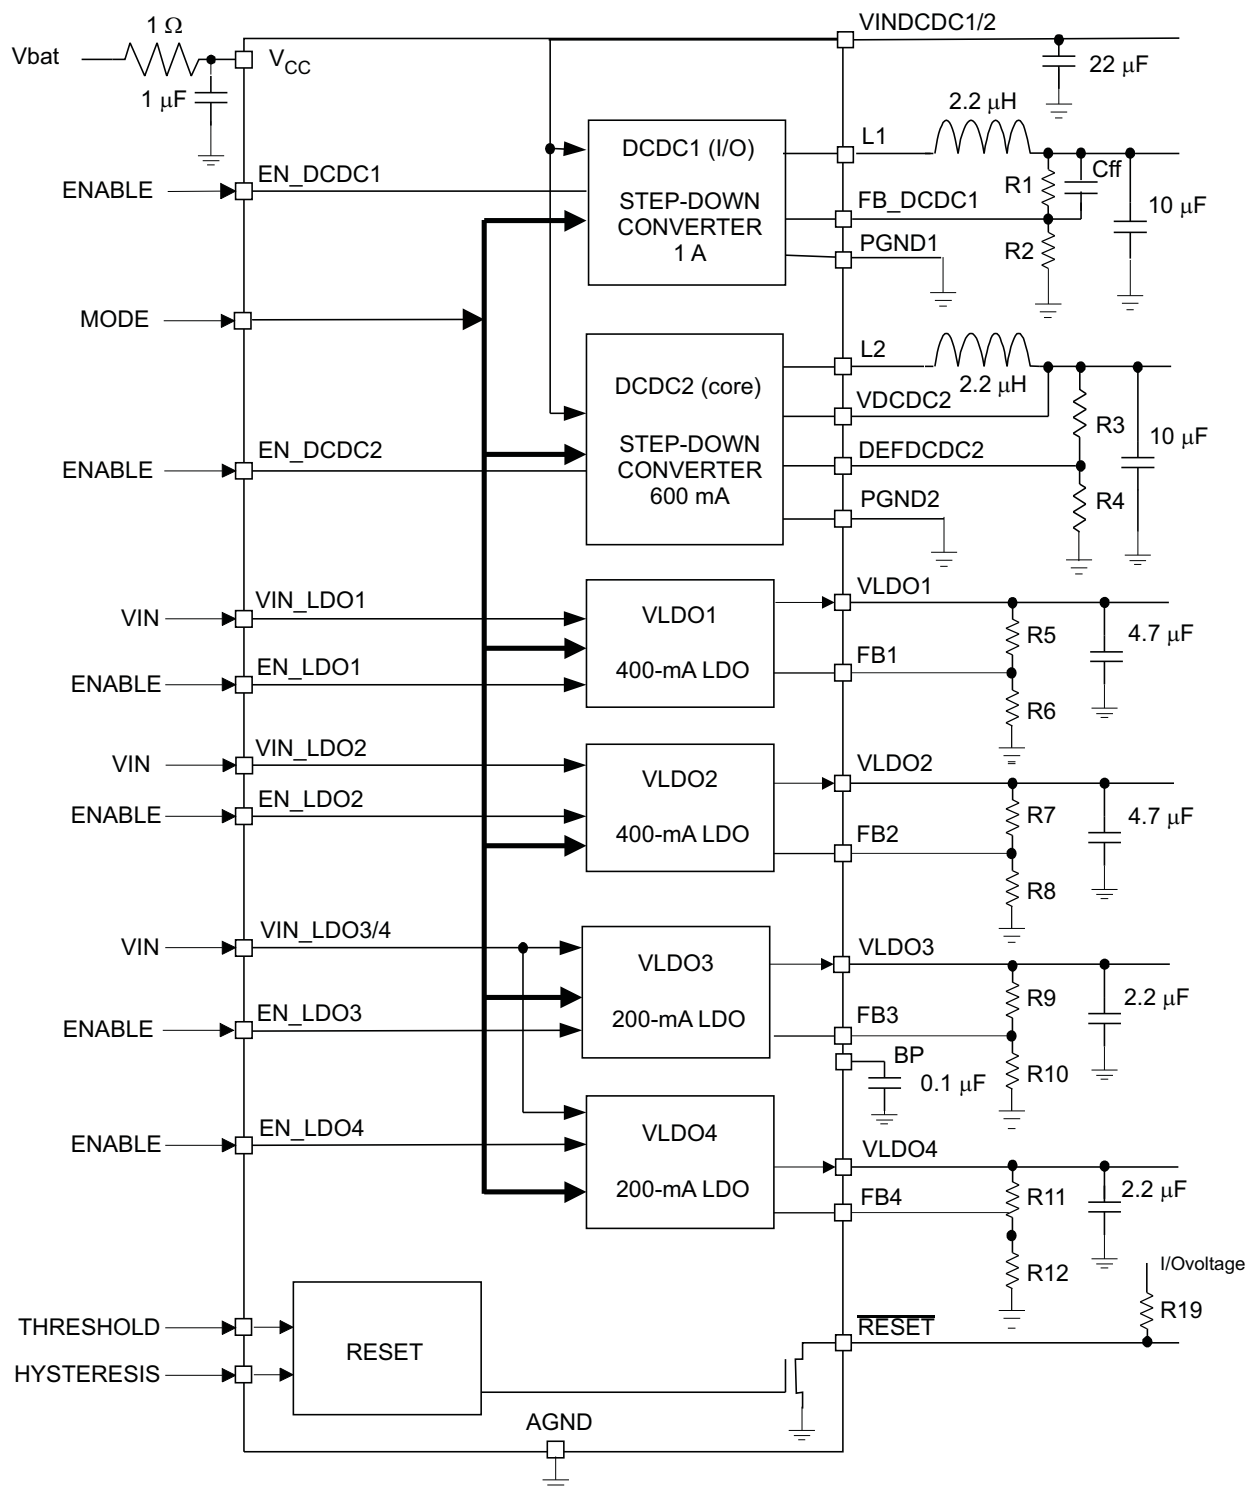 1 Ω
Vbat
VCC
1 μF
VINDCDC1/2
22 μF
2.2 μH
L1
DCDC1 (I/O)
STEP-DOWN
CONVERTER
1 A
ENABLE
EN_DCDC1
R1
Cff
FB_DCDC1
10 μF
R2
PGND1
MODE
L2
2.2 μH
DCDC2 (core)
STEP-DOWN
CONVERTER
600 mA
VDCDC2
R3
10 μF
ENABLE
EN_DCDC2
DEFDCDC2
R4
PGND2
VIN
VIN_LDO1
VLDO1
400-mA LDO
VLDO1
R5
4.7 μF
ENABLE
EN_LDO1
FB1
R6
VIN
VIN_LDO2
VLDO2
400-mA LDO
VLDO2
R7
4.7 μF
ENABLE
EN_LDO2
FB2
R8
VIN
VIN_LDO3/4
VLDO3
200-mA LDO
VLDO3
R9
2.2 μF
ENABLE
EN_LDO3
FB3
BP
0.1 μF
R10
ENABLE
EN_LDO4
VLDO4
200-mA LDO
VLDO4
FB4
R11
2.2 μF
R12
I/Ovoltage
R19
THRESHOLD
HYSTERESIS
RESET
RESET
AGND